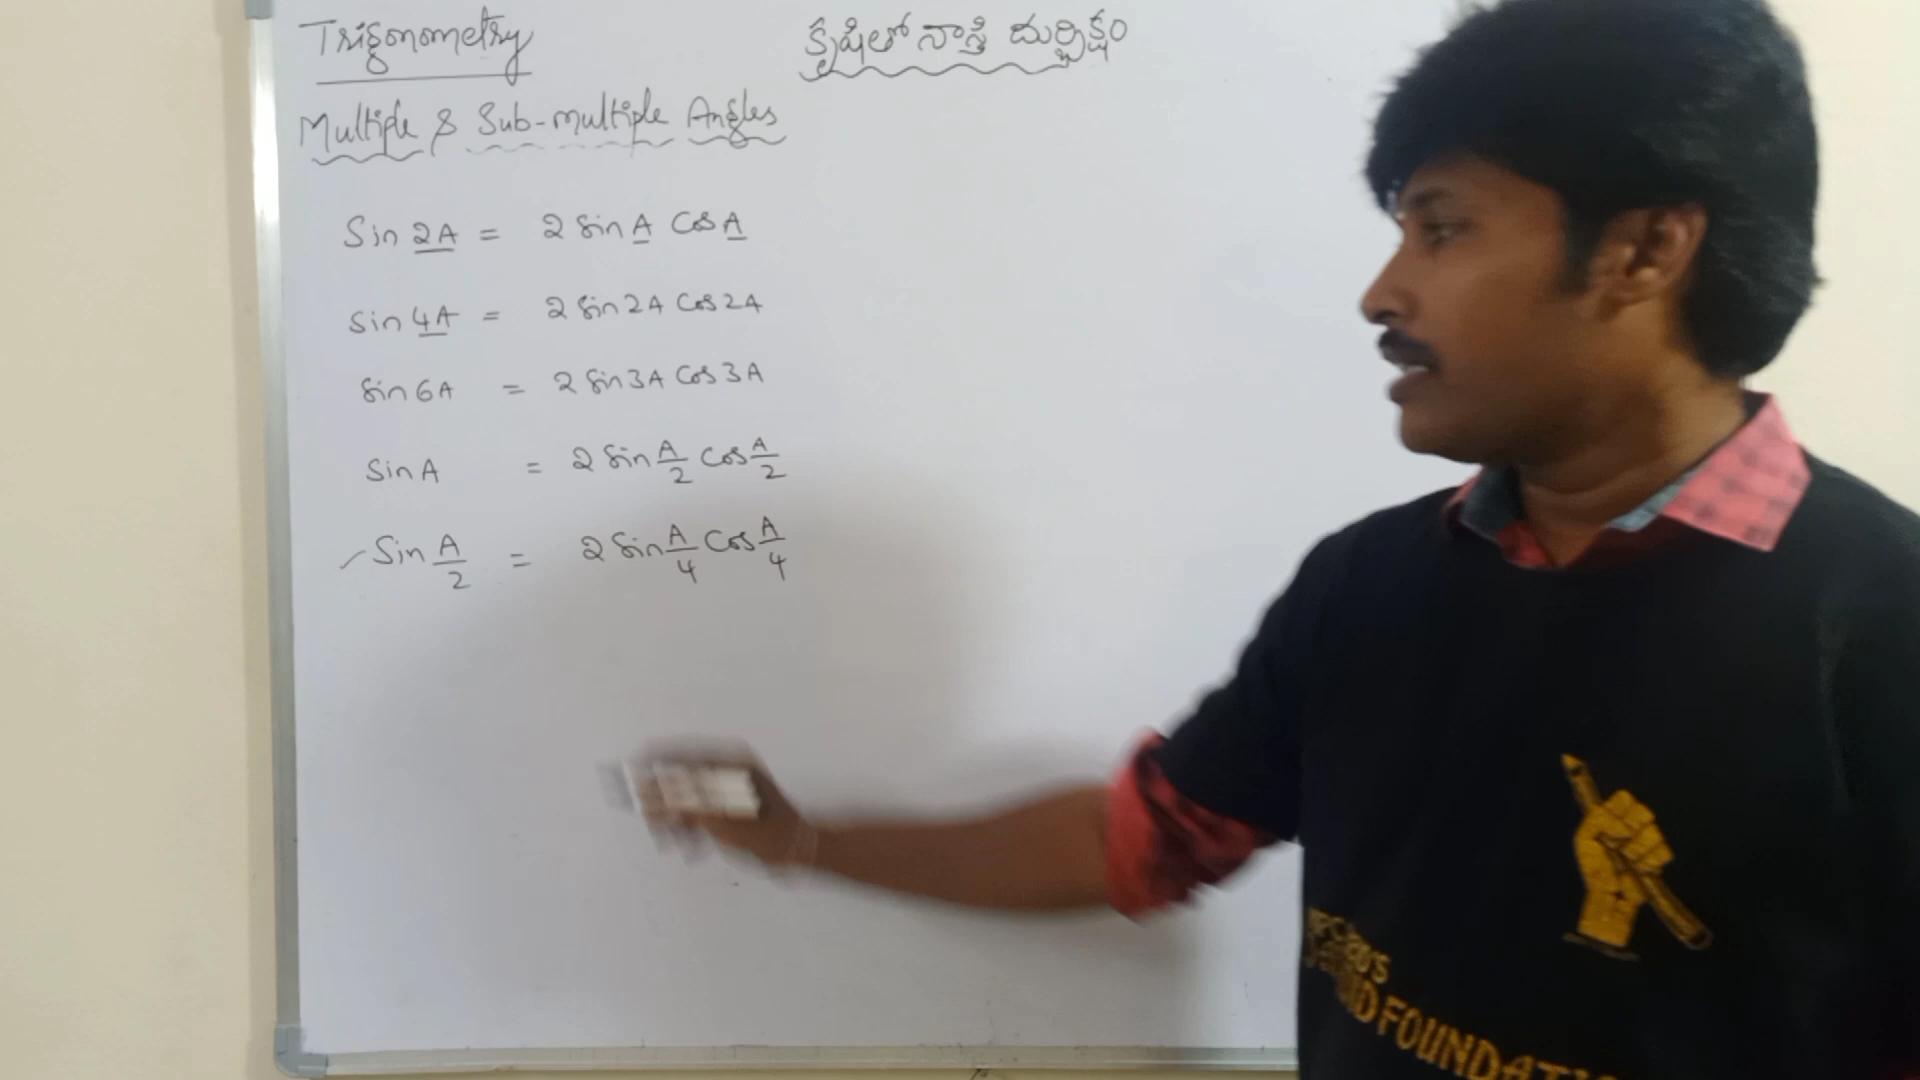 Trigonometry
కృషితో నాస్తి దుర్భిక్షం
Multiple & Sub-multiple Angles
Sin 2A = 2 Sin A Cos A
Sin 4A = 2 Sin 2A Cos 2A
Sin 6A = 2 Sin 3A Cos 3A
Sin A = 2 Sin A/2 Cos A/2
Sin A/2 = 2 Sin A/4 Cos A/4
FOUNDATI